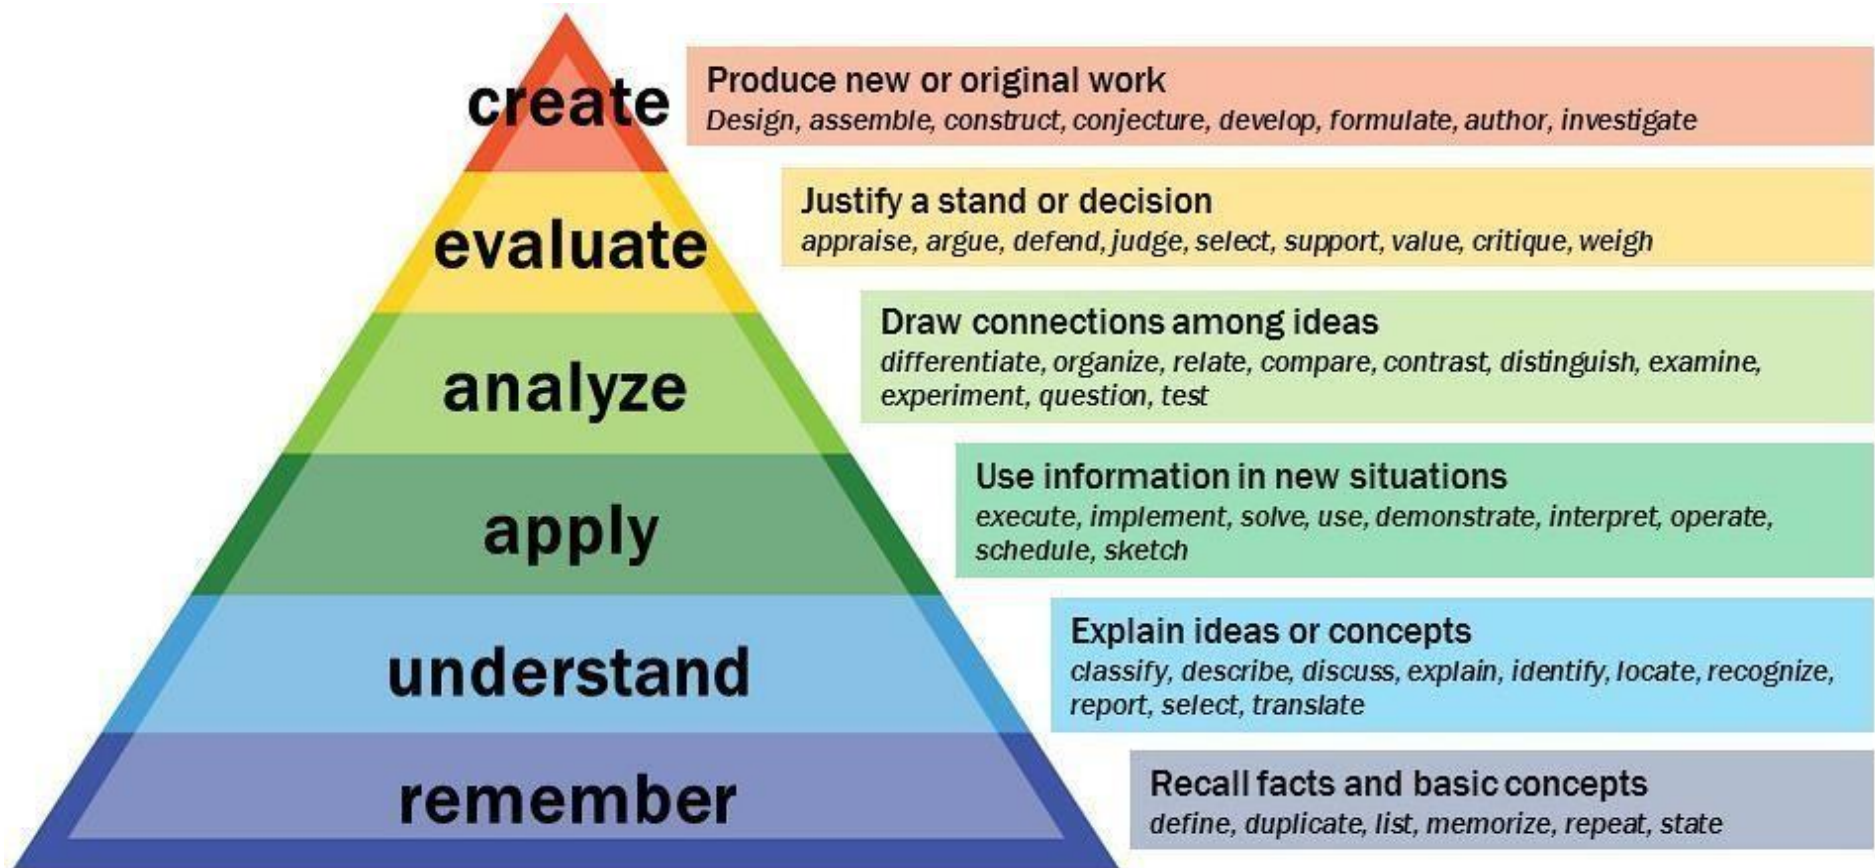 create
Produce new or original work
Design, assemble, construct, conjecture, develop, formulate, author, investigate
evaluate
Justify a stand or decision
appraise, argue, defend, judge, select, support, value, critique, weigh
analyze
Draw connections among ideas
differentiate, organize, relate, compare, contrast, distinguish, examine,
experiment, question, test
apply
Use information in new situations
execute, implement, solve, use, demonstrate, interpret, operate,
schedule, sketch
understand
Explain ideas or concepts
classify, describe, discuss, explain, identify, locate, recognize,
report, select, translate
remember
Recall facts and basic concepts
define, duplicate, list, memorize, repeat, state